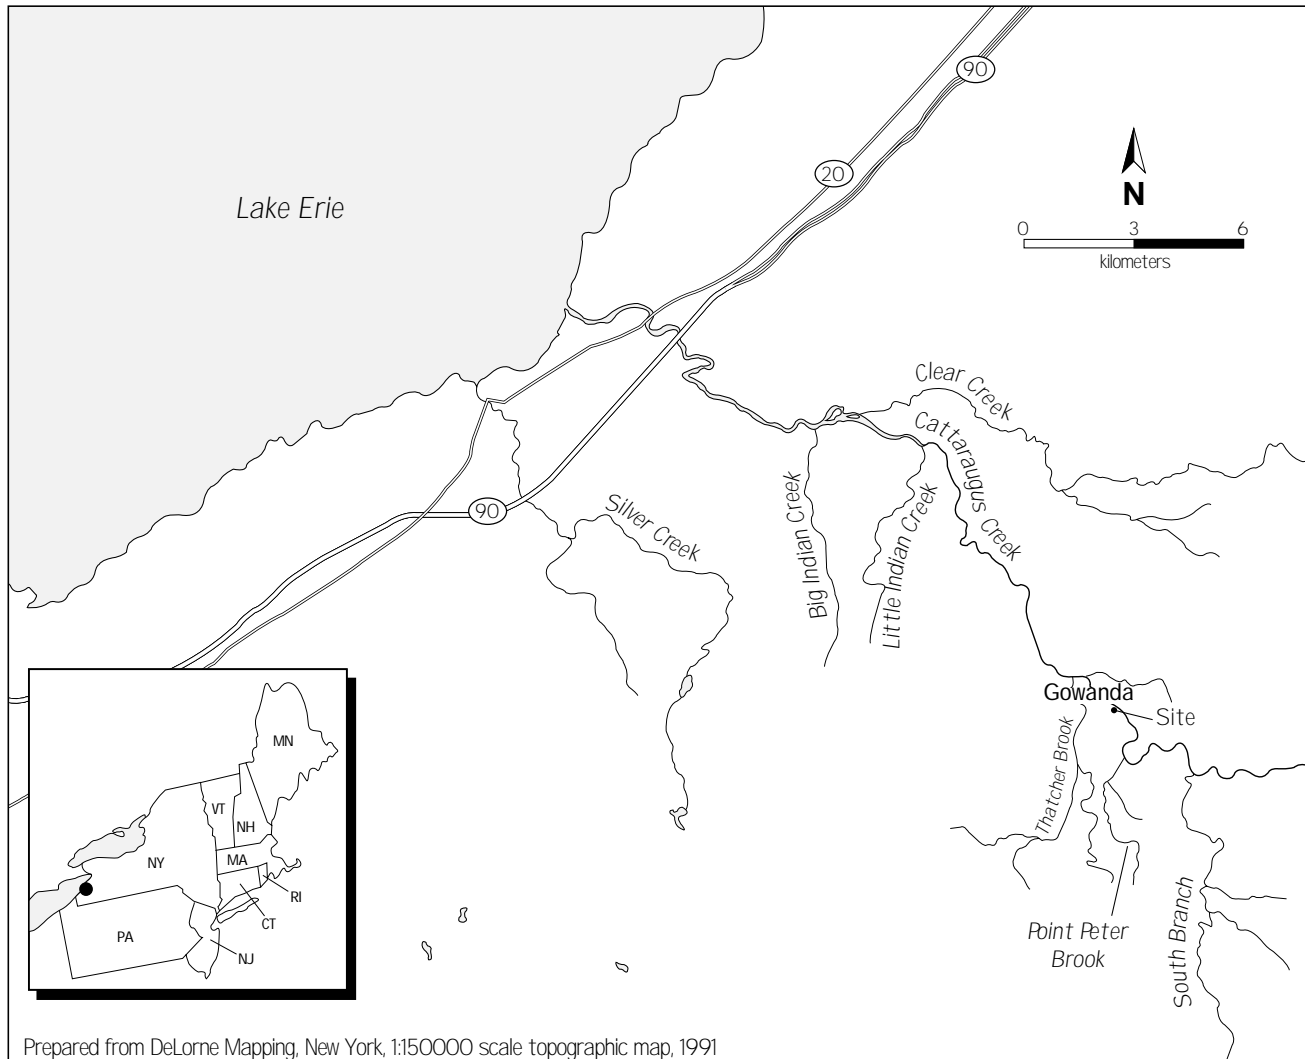 90
20
Lake Erie
N
0 3 6
kilometers
Clear Creek
Cattaraugus Creek
90
Silver Creek
Big Indian Creek
Little Indian Creek
Gowanda
Site
Thatcher Brook
Point Peter
Brook
South Branch
MN
VT
NH
NY
MA
RI
CT
PA
NJ
Prepared from DeLorne Mapping, New York, 1:150000 scale topographic map, 1991